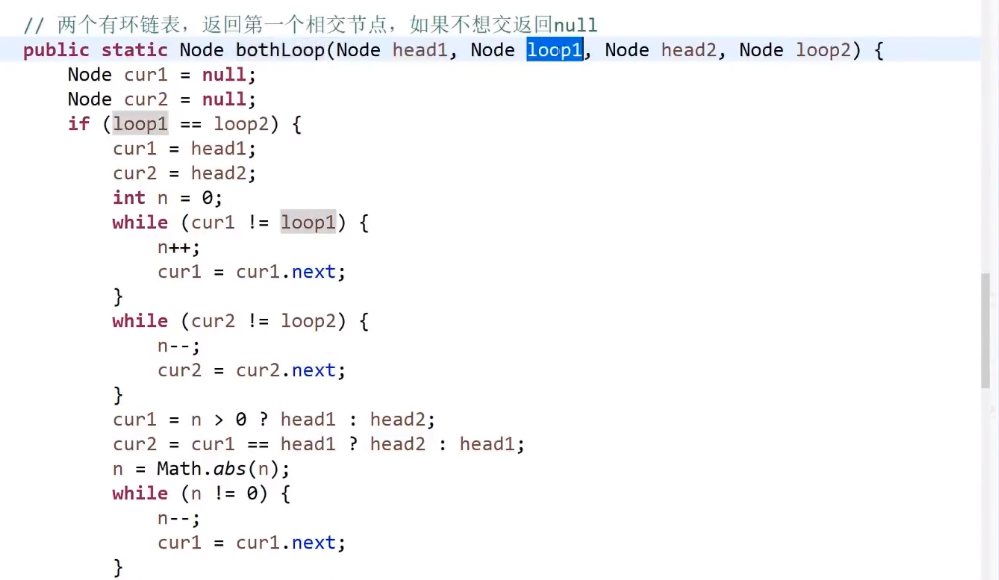 // 两个有环链表，返回第一个相交节点，如果不想交返回null
public static Node bothLoop(Node head1, Node loop1, Node head2, Node loop2) {
    Node cur1 = null;
    Node cur2 = null;
    if (loop1 == loop2) {
        cur1 = head1;
        cur2 = head2;
        int n = 0;
        while (cur1 != loop1) {
            n++;
            cur1 = cur1.next;
        }
        while (cur2 != loop2) {
            n--;
            cur2 = cur2.next;
        }
        cur1 = n > 0 ? head1 : head2;
        cur2 = cur1 == head1 ? head2 : head1;
        n = Math.abs(n);
        while (n != 0) {
            n--;
            cur1 = cur1.next;
        }